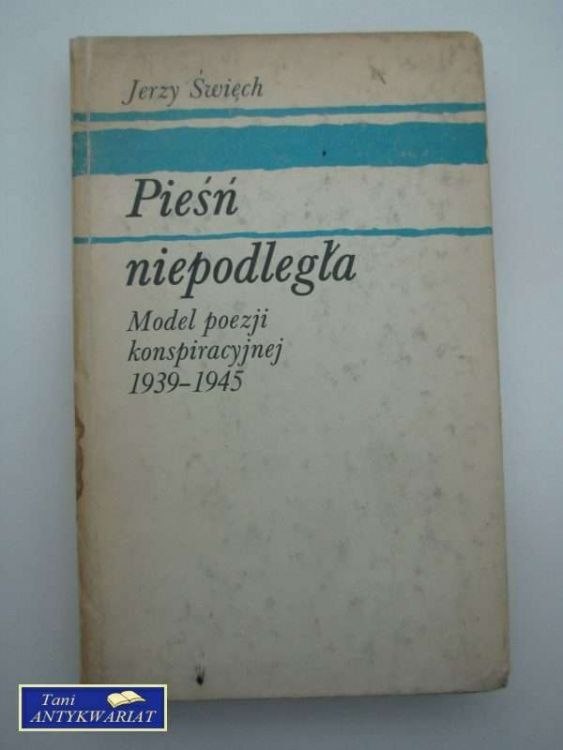 Jerzy Święch
Pieśń
niepodległa
Model poezji
konspiracyjnej
1939–1945
Tani
ANTYKWARIAT